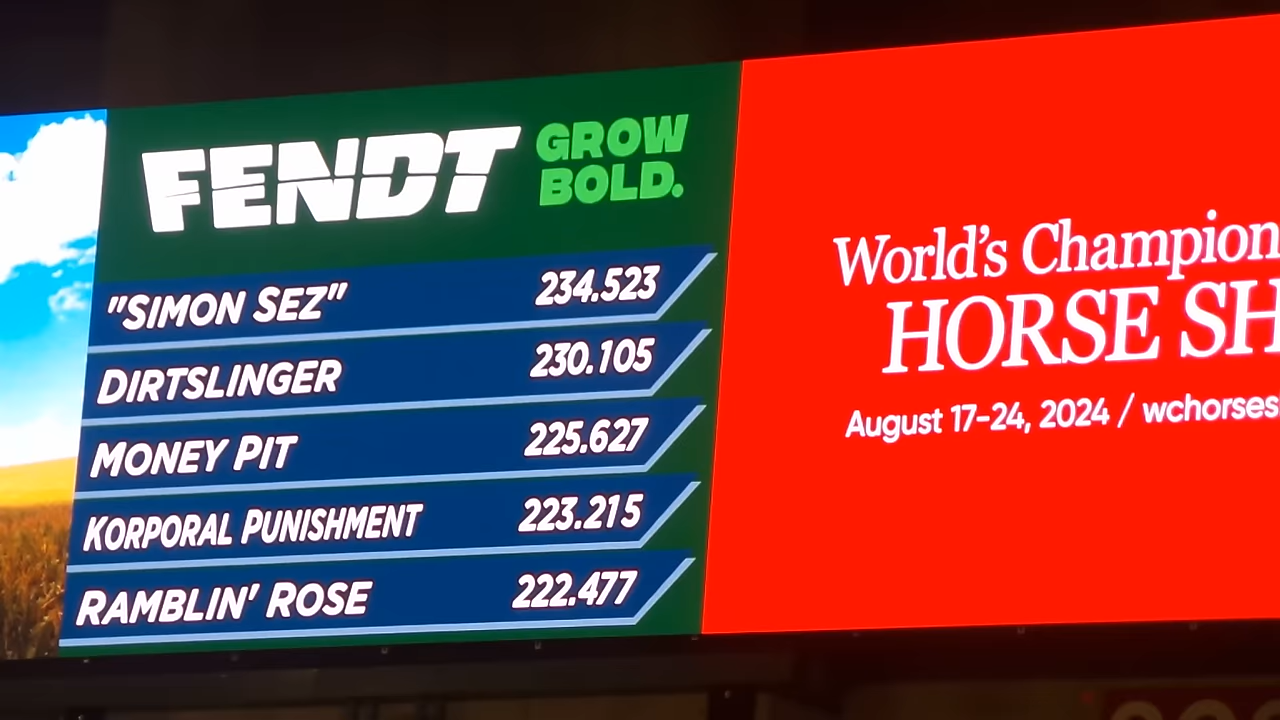 FENDT
GROW
BOLD.
"SIMON SEZ" 234.523
DIRTSLINGER 230.105
MONEY PIT 225.627
KORPORAL PUNISHMENT 223.215
RAMBLIN' ROSE 222.477
World's Champion
HORSE SH
August 17-24, 2024 / wchorses